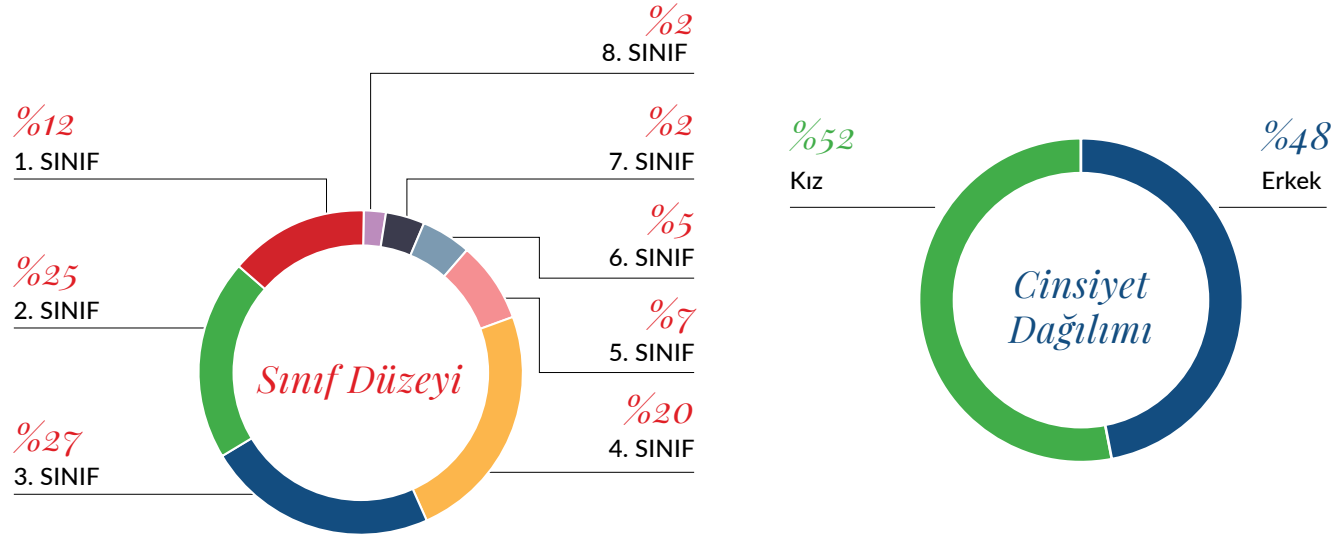 %12
1. SINIF
%25
2. SINIF
%27
3. SINIF
Sınıf Düzeyi
%2
8. SINIF
%2
7. SINIF
%5
6. SINIF
%7
5. SINIF
%20
4. SINIF
%52
Kız
Cinsiyet
Dağılımı
%48
Erkek